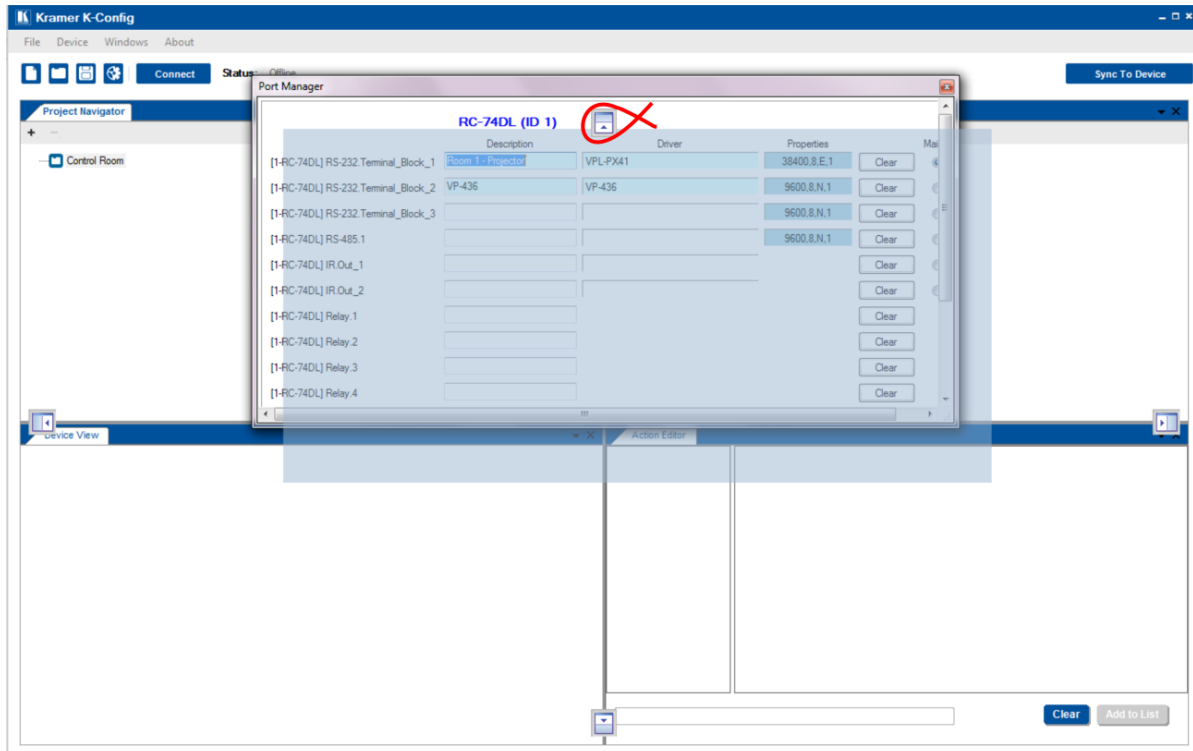 Kramer K-Config
File Device Windows About
Connect Status: Offline Sync To Device
Port Manager
Project Navigator
RC-74DL (ID 1)
Description Driver Properties
Control Room
[1-RC-74DL] RS-232.Terminal_Block_1 Room 1 - Projector VPL-PX41 38400,8,E,1 Clear
[1-RC-74DL] RS-232.Terminal_Block_2 VP-436 VP-436 9600,8,N,1 Clear
[1-RC-74DL] RS-232.Terminal_Block_3 9600,8,N,1 Clear
[1-RC-74DL] RS-485.1 9600,8,N,1 Clear
[1-RC-74DL] IR.Out_1 Clear
[1-RC-74DL] IR.Out_2 Clear
[1-RC-74DL] Relay.1 Clear
[1-RC-74DL] Relay.2 Clear
[1-RC-74DL] Relay.3 Clear
[1-RC-74DL] Relay.4 Clear
Device View Action Editor
Clear Add to List